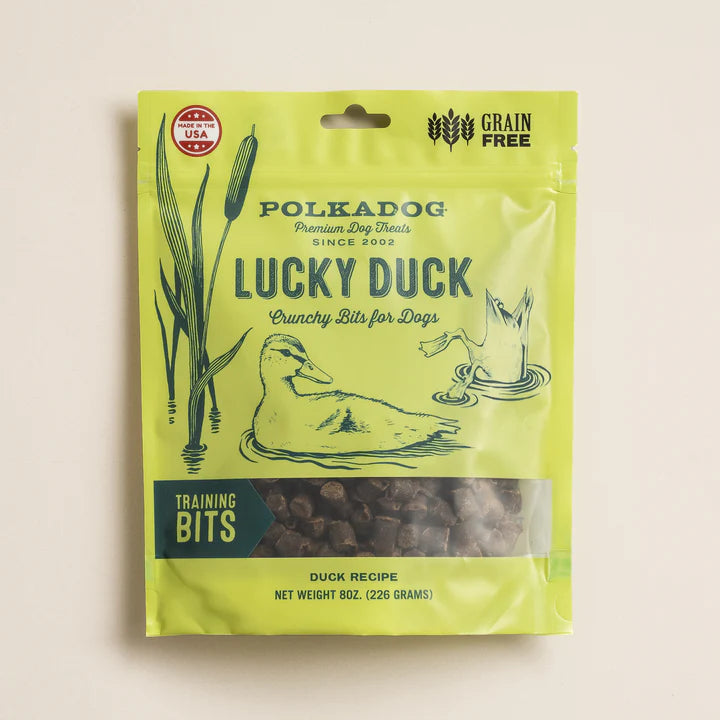 MADE IN THE
USA
GRAIN
FREE
POLKADOG
Premium Dog Treats
SINCE 2002
LUCKY DUCK
Crunchy Bits for Dogs
TRAINING
BITS
DUCK RECIPE
NET WEIGHT 8OZ. (226 GRAMS)